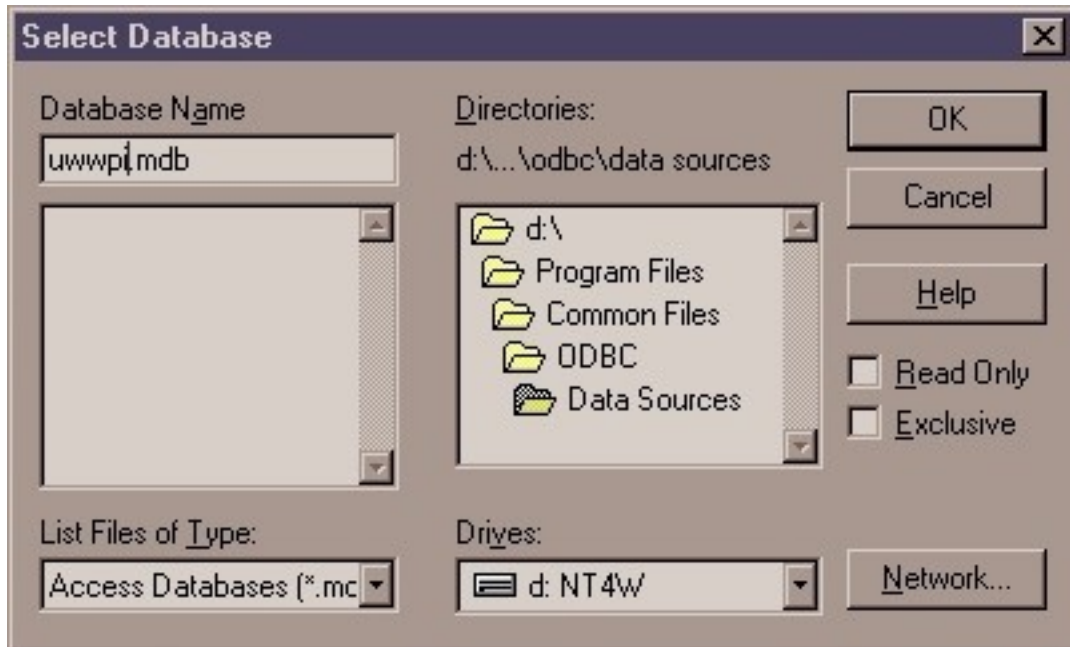 Select Database
Database Name
uwwpi.mdb
List Files of Type:
Access Databases (*.mc
Directories:
d:\...\odbc\data sources
d:\
Program Files
Common Files
ODBC
Data Sources
Drives:
d: NT4W
OK
Cancel
Help
Read Only
Exclusive
Network...